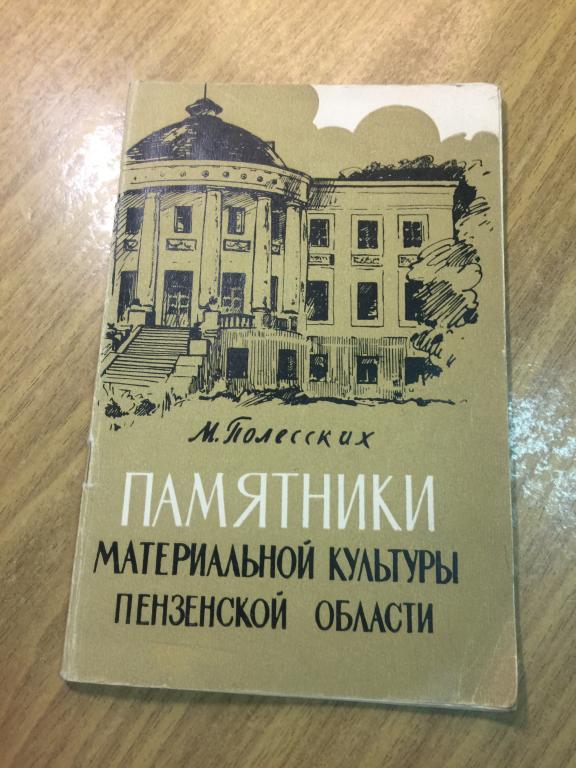 М. Полесских
ПАМЯТНИКИ
МАТЕРИАЛЬНОЙ КУЛЬТУРЫ
ПЕНЗЕНСКОЙ ОБЛАСТИ